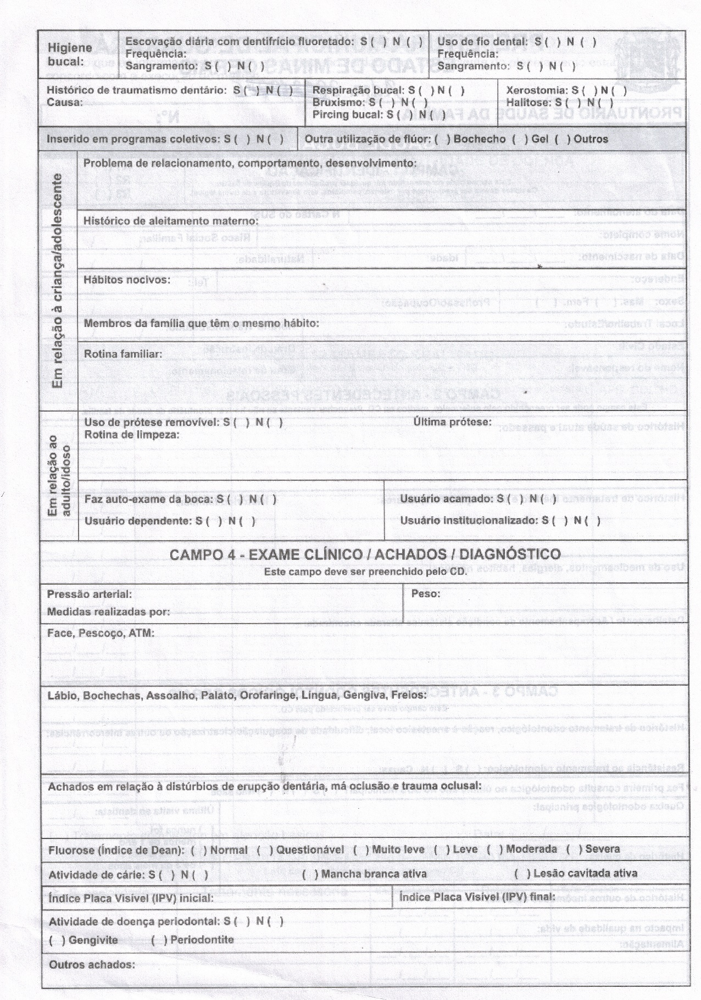 Higiene bucal:
Escovação diária com dentifrício fluoretado: S ( ) N ( )
Frequência:
Sangramento: S ( ) N ( )
Uso de fio dental: S ( ) N ( )
Frequência:
Sangramento: S ( ) N ( )
Histórico de traumatismo dentário: S ( ) N ( )
Causa:
Respiração bucal: S ( ) N ( )
Bruxismo: S ( ) N ( )
Pircing bucal: S ( ) N ( )
Xerostomia: S ( ) N ( )
Halitose: S ( ) N ( )
Inserido em programas coletivos: S ( ) N ( )
Outra utilização de flúor: ( ) Bochecho ( ) Gel ( ) Outros
Em relação à criança/adolescente
Problema de relacionamento, comportamento, desenvolvimento:
Histórico de aleitamento materno:
Hábitos nocivos:
Membros da família que têm o mesmo hábito:
Rotina familiar:
Em relação ao
adulto/idoso
Uso de prótese removível: S ( ) N ( ) Última prótese:
Rotina de limpeza:
Faz auto-exame da boca: S ( ) N ( )
Usuário dependente: S ( ) N ( )
Usuário acamado: S ( ) N ( )
Usuário institucionalizado: S ( ) N ( )
CAMPO 4 - EXAME CLÍNICO / ACHADOS / DIAGNÓSTICO
Este campo deve ser preenchido pelo CD.
Pressão arterial:
Medidas realizadas por:
Peso:
Face, Pescoço, ATM:
Lábio, Bochechas, Assoalho, Palato, Orofaringe, Língua, Gengiva, Freios:
Achados em relação à distúrbios de erupção dentária, má oclusão e trauma oclusal:
Fluorose (Índice de Dean): ( ) Normal ( ) Questionável ( ) Muito leve ( ) Leve ( ) Moderada ( ) Severa
Atividade de cárie: S ( ) N ( ) ( ) Mancha branca ativa ( ) Lesão cavitada ativa
Índice Placa Visível (IPV) inicial:
Índice Placa Visível (IPV) final:
Atividade de doença periodontal: S ( ) N ( )
( ) Gengivite ( ) Periodontite
Outros achados: